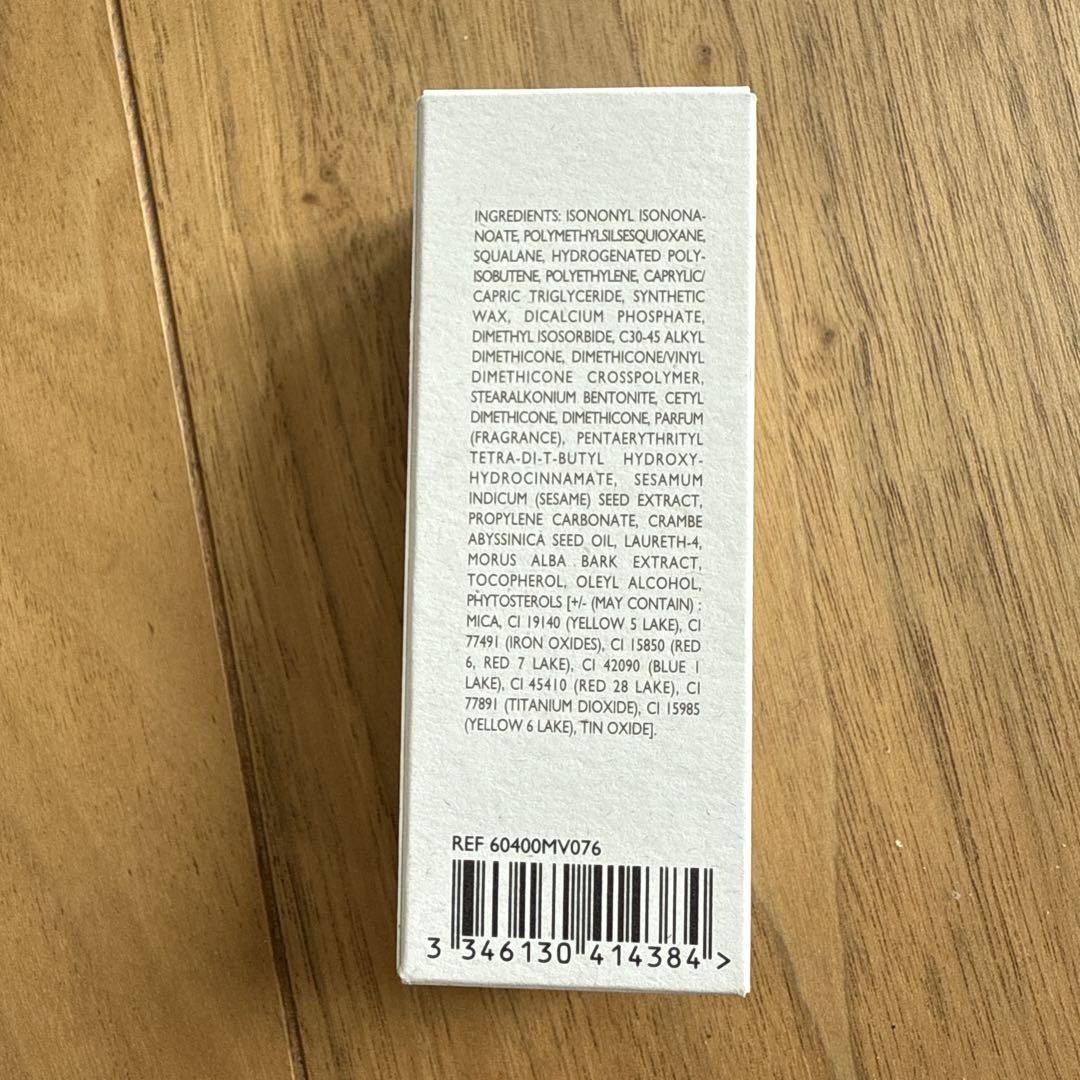 INGREDIENTS: ISONONYL ISONONA-
NOATE, POLYMETHYLSILSESQUIOXANE,
SQUALANE, HYDROGENATED POLY-
ISOBUTENE, POLYETHYLENE, CAPRYLIC/
CAPRIC TRIGLYCERIDE, SYNTHETIC
WAX, DICALCIUM PHOSPHATE,
DIMETHYL ISOSORBIDE, C30-45 ALKYL
DIMETHICONE, DIMETHICONE/VINYL
DIMETHICONE CROSSPOLYMER,
STEARALKONIUM BENTONITE, CETYL
DIMETHICONE, DIMETHICONE, PARFUM
(FRAGRANCE), PENTAERYTHRITYL
TETRA-DI-T-BUTYL HYDROXY-
HYDROCINNAMATE, SESAMUM
INDICUM (SESAME) SEED EXTRACT,
PROPYLENE CARBONATE, CRAMBE
ABYSSINICA SEED OIL, LAURETH-4,
MORUS ALBA BARK EXTRACT,
TOCOPHEROL, OLEYL ALCOHOL,
PHYTOSTEROLS [+/- (MAY CONTAIN) :
MICA, CI 19140 (YELLOW 5 LAKE), CI
77491 (IRON OXIDES), CI 15850 (RED
6, RED 7 LAKE), CI 42090 (BLUE 1
LAKE), CI 45410 (RED 28 LAKE), CI
77891 (TITANIUM DIOXIDE), CI 15985
(YELLOW 6 LAKE), TIN OXIDE].
REF 60400MV076
3 346130 414384 >